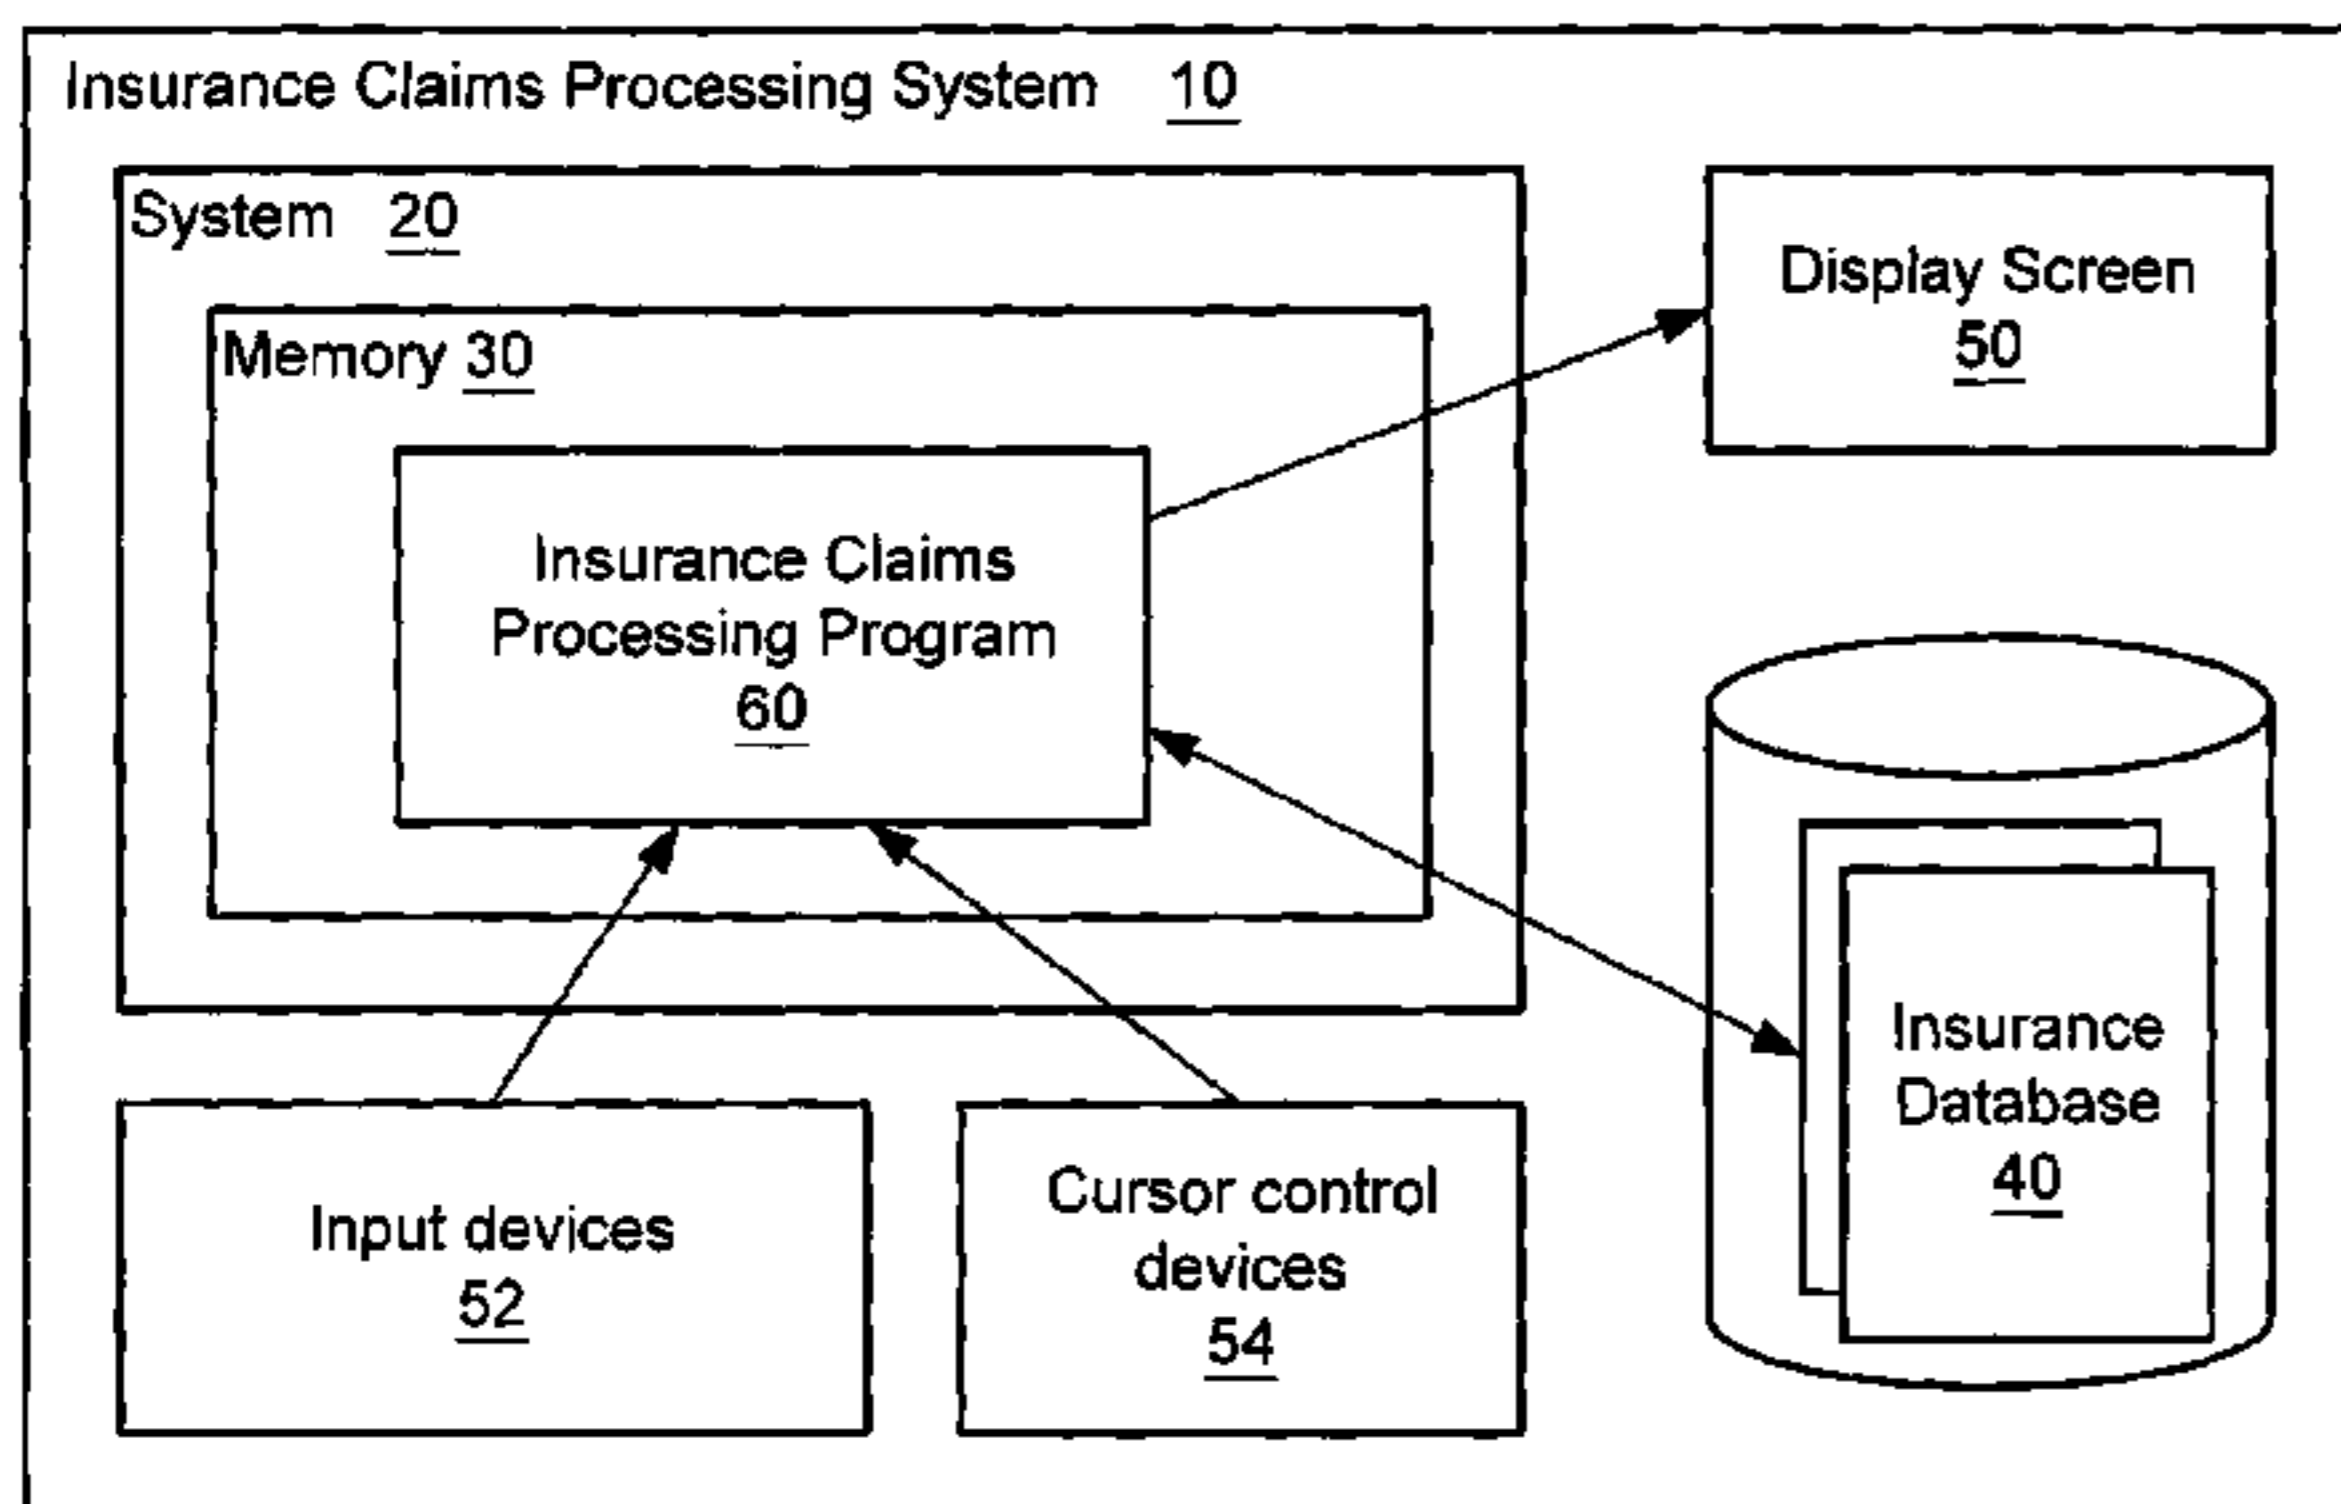 Insurance Claims Processing System 10
System 20
Memory 30
Insurance Claims
Processing Program
60
Display Screen
50
Insurance
Database
40
Input devices
52
Cursor control
devices
54